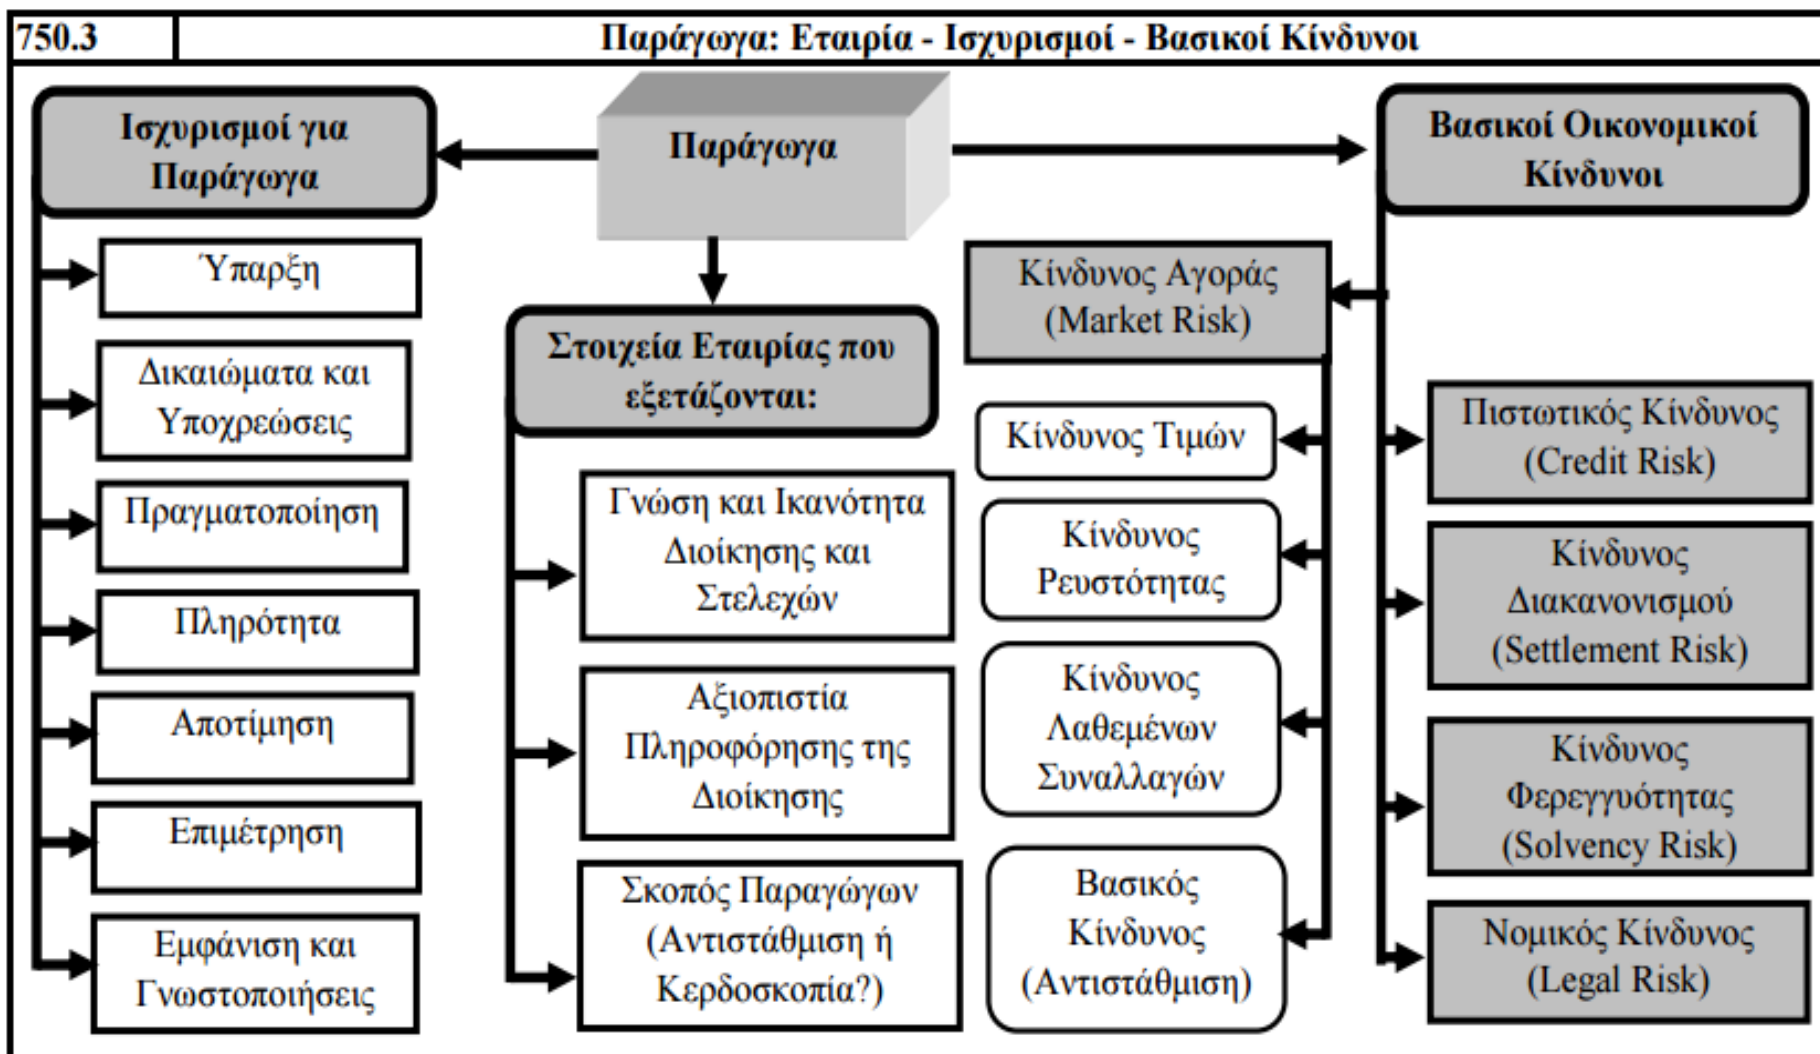 750.3
Παράγωγα: Εταιρία - Ισχυρισμοί - Βασικοί Κίνδυνοι
Ισχυρισμοί για
Παράγωγα
Ύπαρξη
Δικαιώματα και
Υποχρεώσεις
Πραγματοποίηση
Πληρότητα
Αποτίμηση
Επιμέτρηση
Εμφάνιση και
Γνωστοποιήσεις
Παράγωγα
Στοιχεία Εταιρίας που
εξετάζονται:
Γνώση και Ικανότητα
Διοίκησης και
Στελεχών
Αξιοπιστία
Πληροφόρησης της
Διοίκησης
Σκοπός Παραγώγων
(Αντιστάθμιση ή
Κερδοσκοπία?)
Βασικοί Οικονομικοί
Κίνδυνοι
Κίνδυνος Αγοράς
(Market Risk)
Κίνδυνος Τιμών
Κίνδυνος
Ρευστότητας
Κίνδυνος
Λαθεμένων
Συναλλαγών
Βασικός
Κίνδυνος
(Αντιστάθμιση)
Πιστωτικός Κίνδυνος
(Credit Risk)
Κίνδυνος
Διακανονισμού
(Settlement Risk)
Κίνδυνος
Φερεγγυότητας
(Solvency Risk)
Νομικός Κίνδυνος
(Legal Risk)